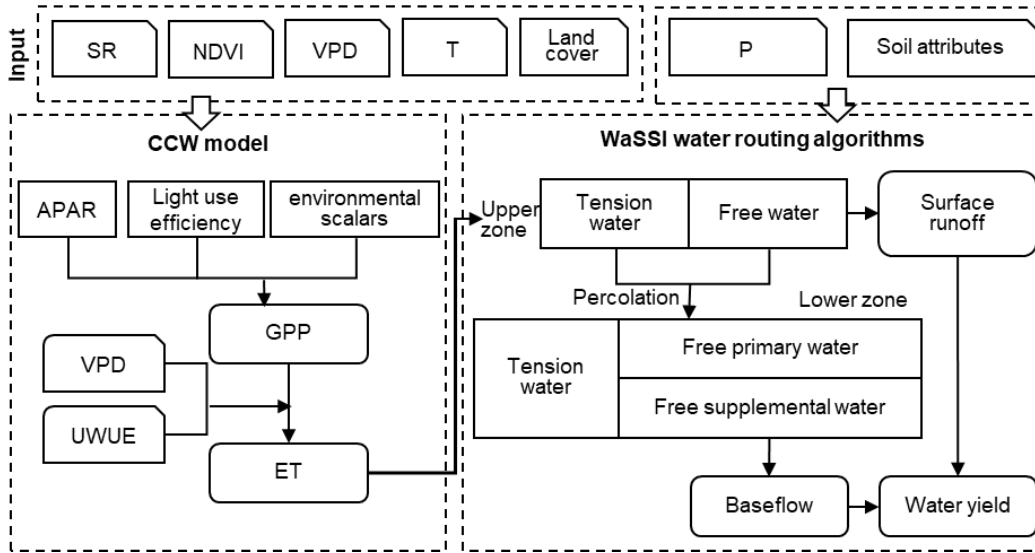 Input
SR
NDVI
VPD
T
Land
cover
P
Soil attributes
CCW model
APAR
Light use
efficiency
environmental
scalars
GPP
VPD
UWUE
ET
WaSSI water routing algorithms
Upper
zone
Tension
water
Free water
Surface
runoff
Percolation
Lower zone
Tension
water
Free primary water
Free supplemental water
Baseflow
Water yield